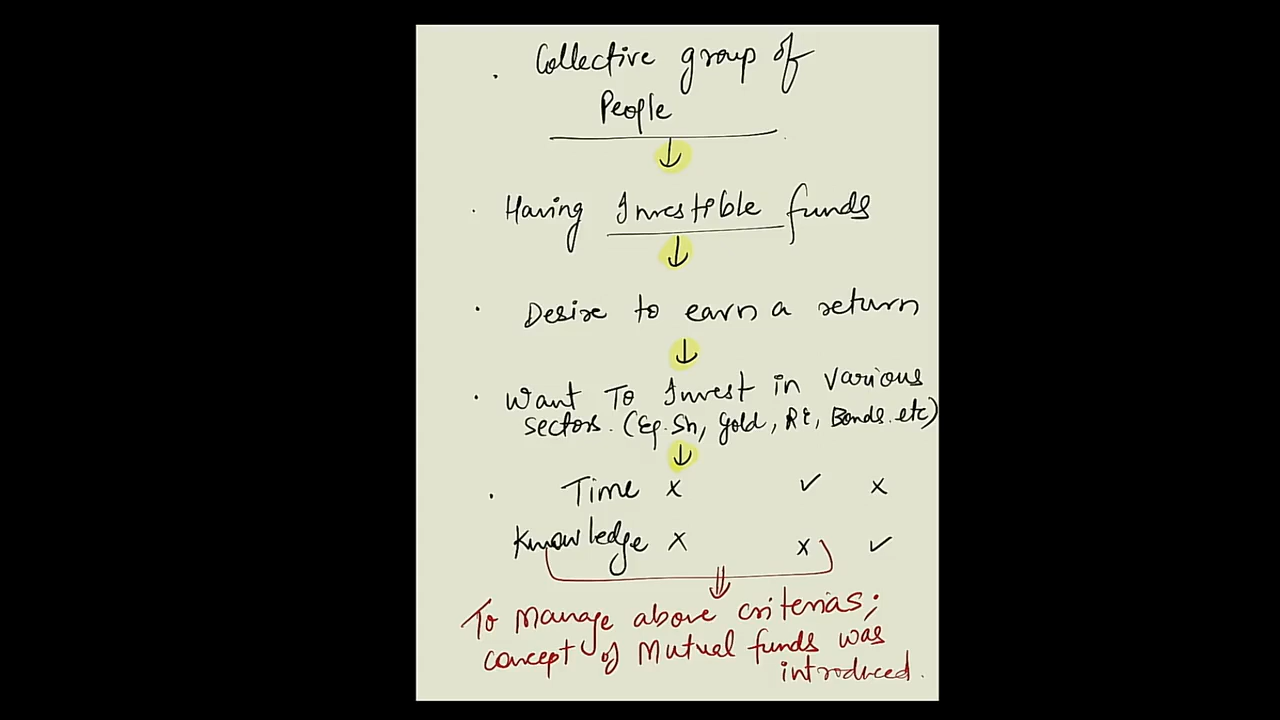 . Collective group of
People
↓
. Having Investible funds
↓
. Desire to earn a return
↓
. Want To Invest in various
sectors. (Eq. Sh, Gold, RE, Bonds. etc)
↓
. Time x ✓ x
Knowledge x x ✓
⇓
To Manage above criterias;
concept of Mutual funds was
introduced.